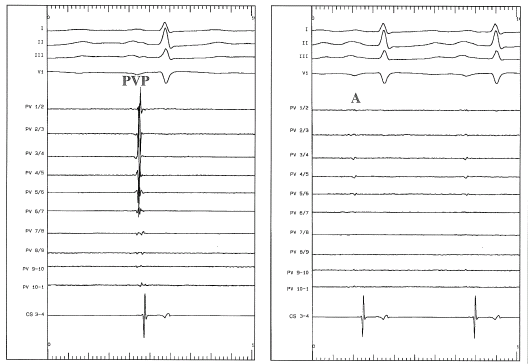 I
II
III
V1
PVP
PV 1/2
PV 2/3
PV 3/4
PV 4/5
PV 5/6
PV 6/7
PV 7/8
PV 8/9
PV 9-10
PV 10-1
CS 3-4
I
II
III
V1
A
PV 1/2
PV 2/3
PV 3/4
PV 4/5
PV 5/6
PV 6/7
PV 7/8
PV 8/9
PV 9-10
PV 10-1
CS 3-4